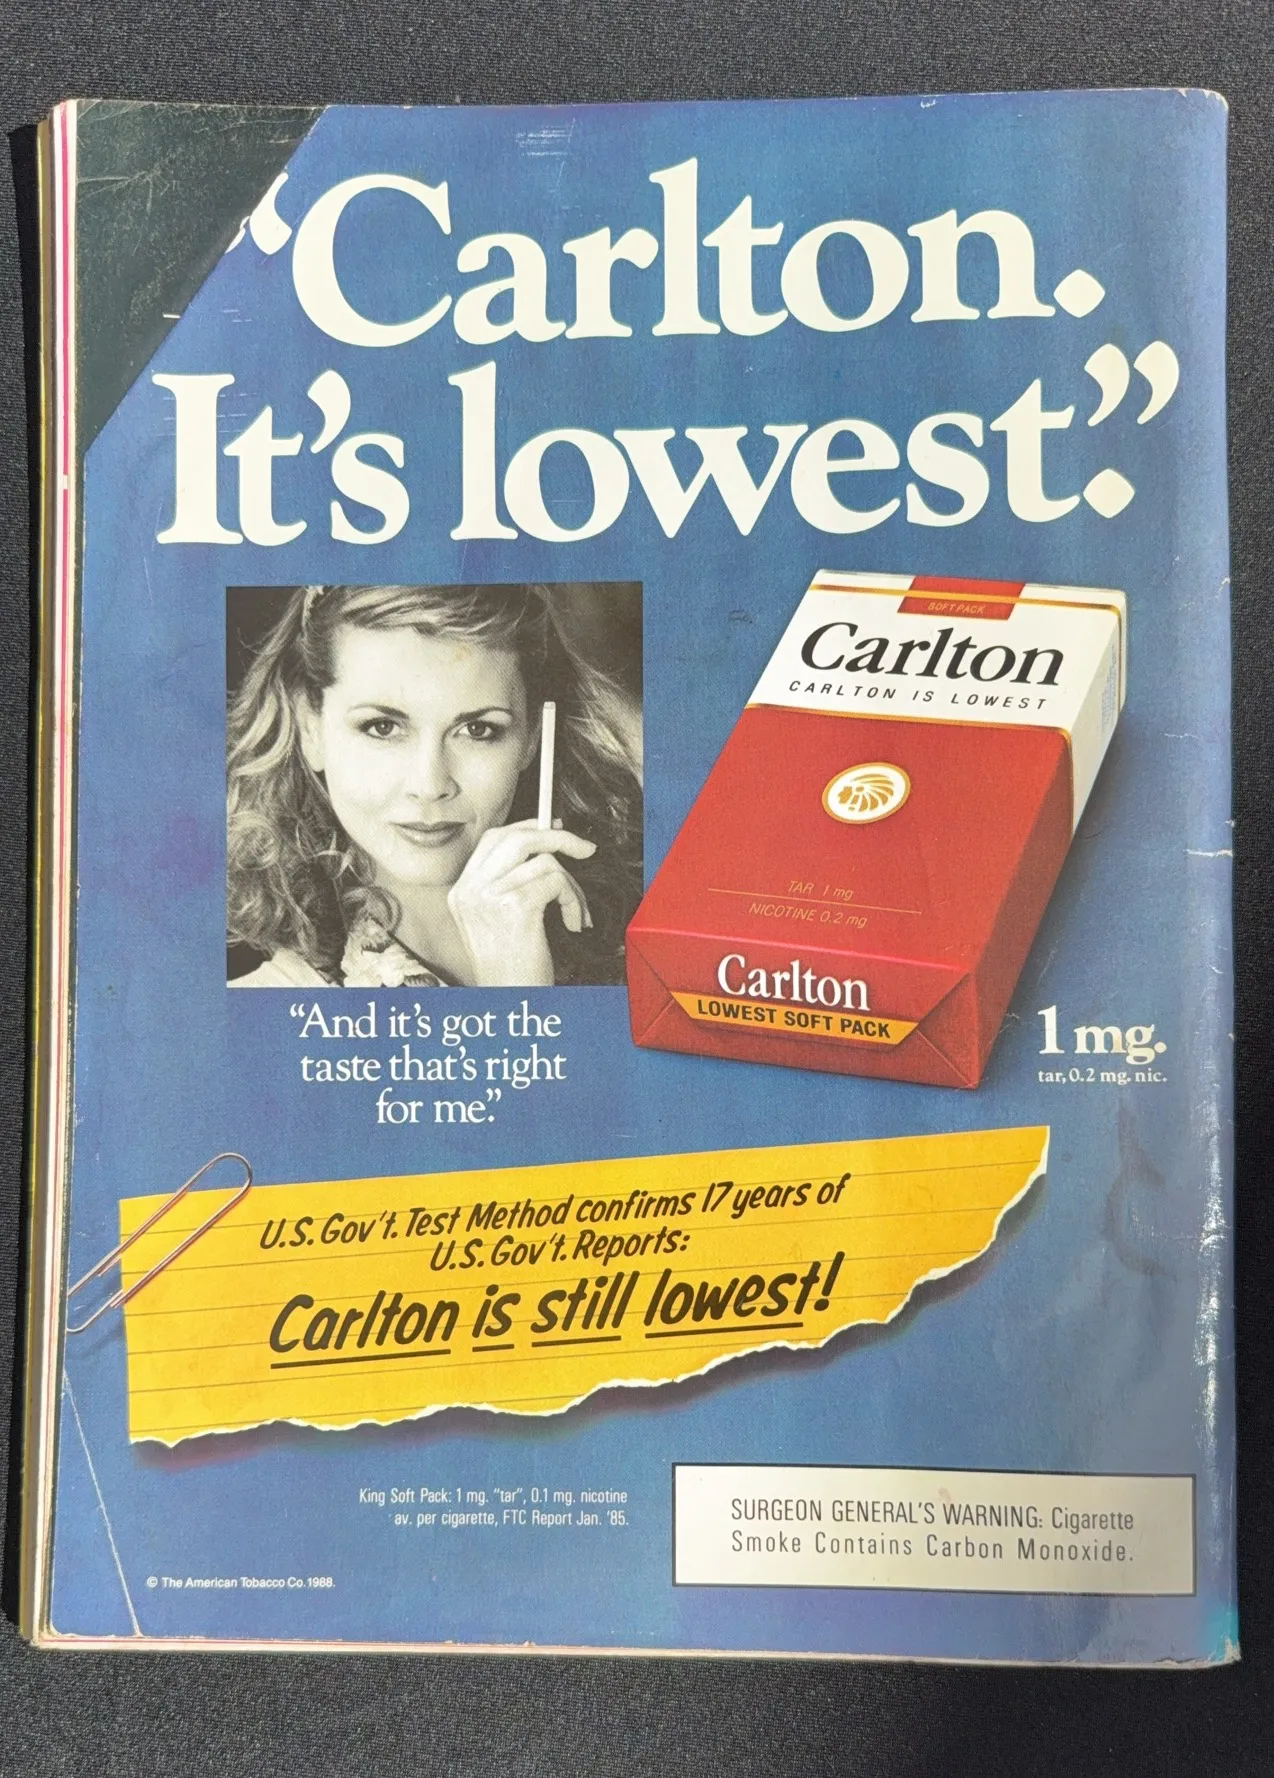 “Carlton.
It’s lowest.”
SOFT PACK
Carlton
CARLTON IS LOWEST
TAR 1 mg
NICOTINE 0.2 mg
Carlton
LOWEST SOFT PACK
“And it’s got the
taste that’s right
for me.”
1 mg.
tar, 0.2 mg. nic.
U.S. Gov’t. Test Method confirms 17 years of
U.S. Gov’t. Reports:
Carlton is still lowest!
King Soft Pack: 1 mg. “tar”, 0.1 mg. nicotine
av. per cigarette, FTC Report Jan. ’85.
SURGEON GENERAL’S WARNING: Cigarette
Smoke Contains Carbon Monoxide.
© The American Tobacco Co. 1988.